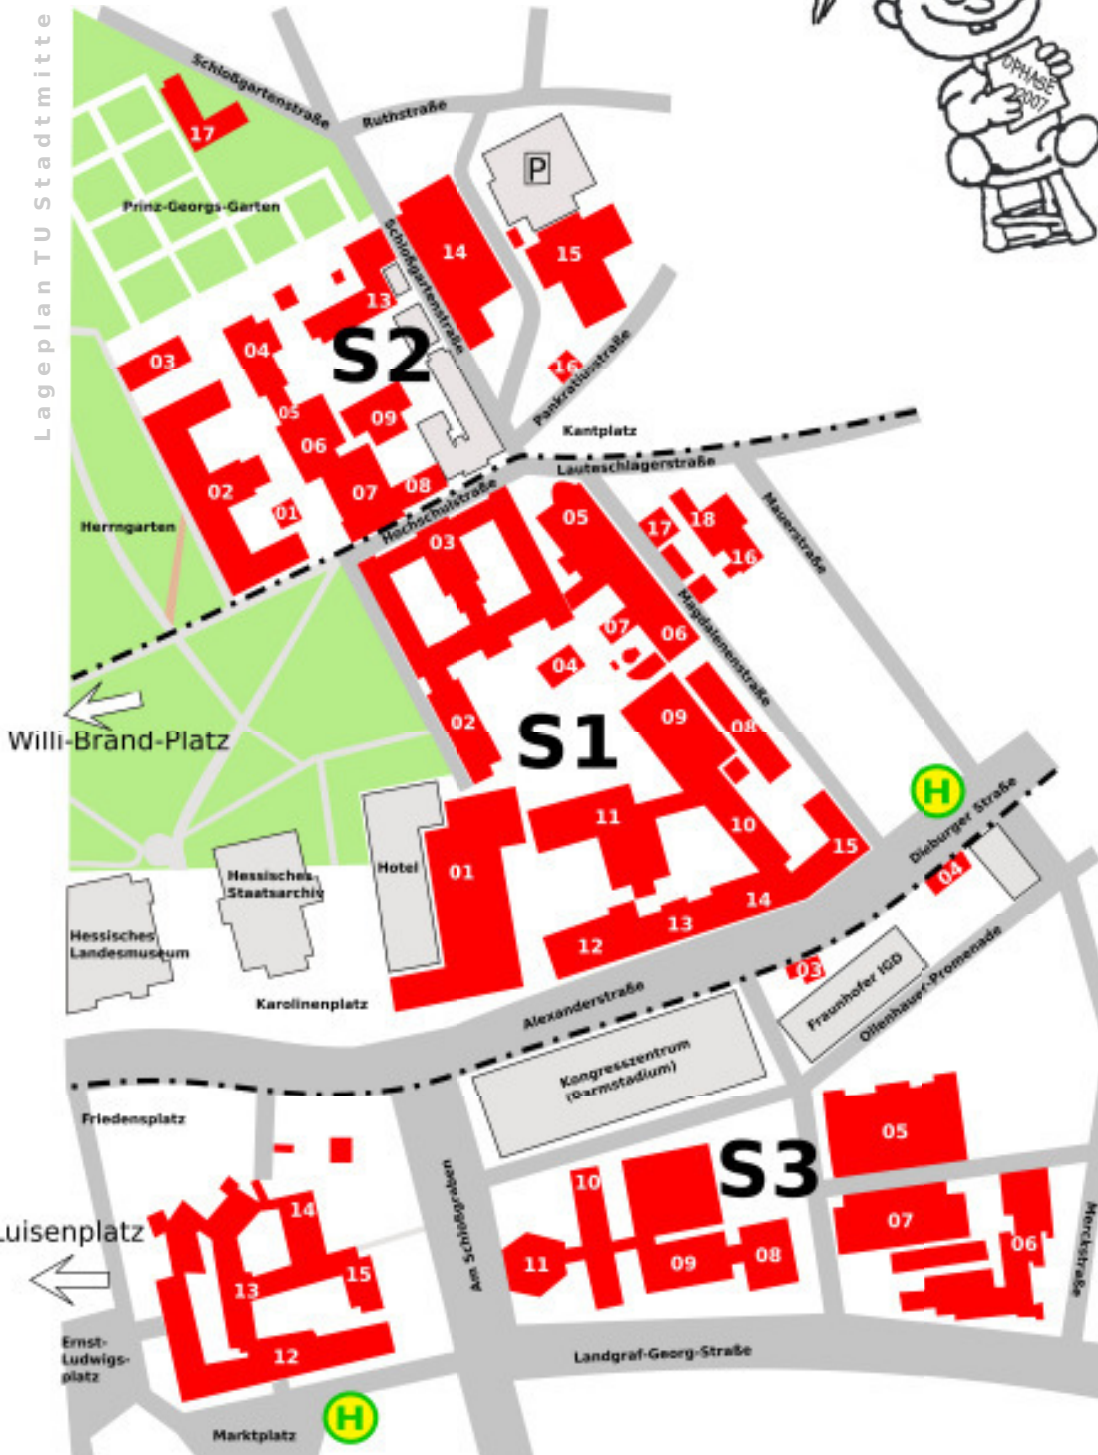 Lageplan TU Stadtmitte
OPHASE
2007
Schloßgartenstraße
Ruthstraße
17
P
Prinz-Georgs-Garten
14
15
Schloßgartenstraße
13
S2
03
04
16
Pankratiusstraße
05
09
06
Kantplatz
Lauteschlagerstraße
02
07
08
01
Hochschulstraße
Herrngarten
03
05
17
18
16
Mauerstraße
Magdalenenstraße
07
06
04
02
09
08
Willi-Brand-Platz
S1
H
11
10
15
Dieburger Straße
04
Hotel
01
Hessisches
Staatsarchiv
14
13
12
Hessisches
Landesmuseum
03
Fraunhofer IGD
Ollenhauer-Promenade
Karolinenplatz
Alexanderstraße
Kongresszentrum
(Darmstadium)
Friedensplatz
05
S3
10
Am Schloßgraben
14
07
06
Merckstraße
Luisenplatz
11
09
08
13
15
Ernst-
Ludwigs-
platz
12
Landgraf-Georg-Straße
H
Marktplatz